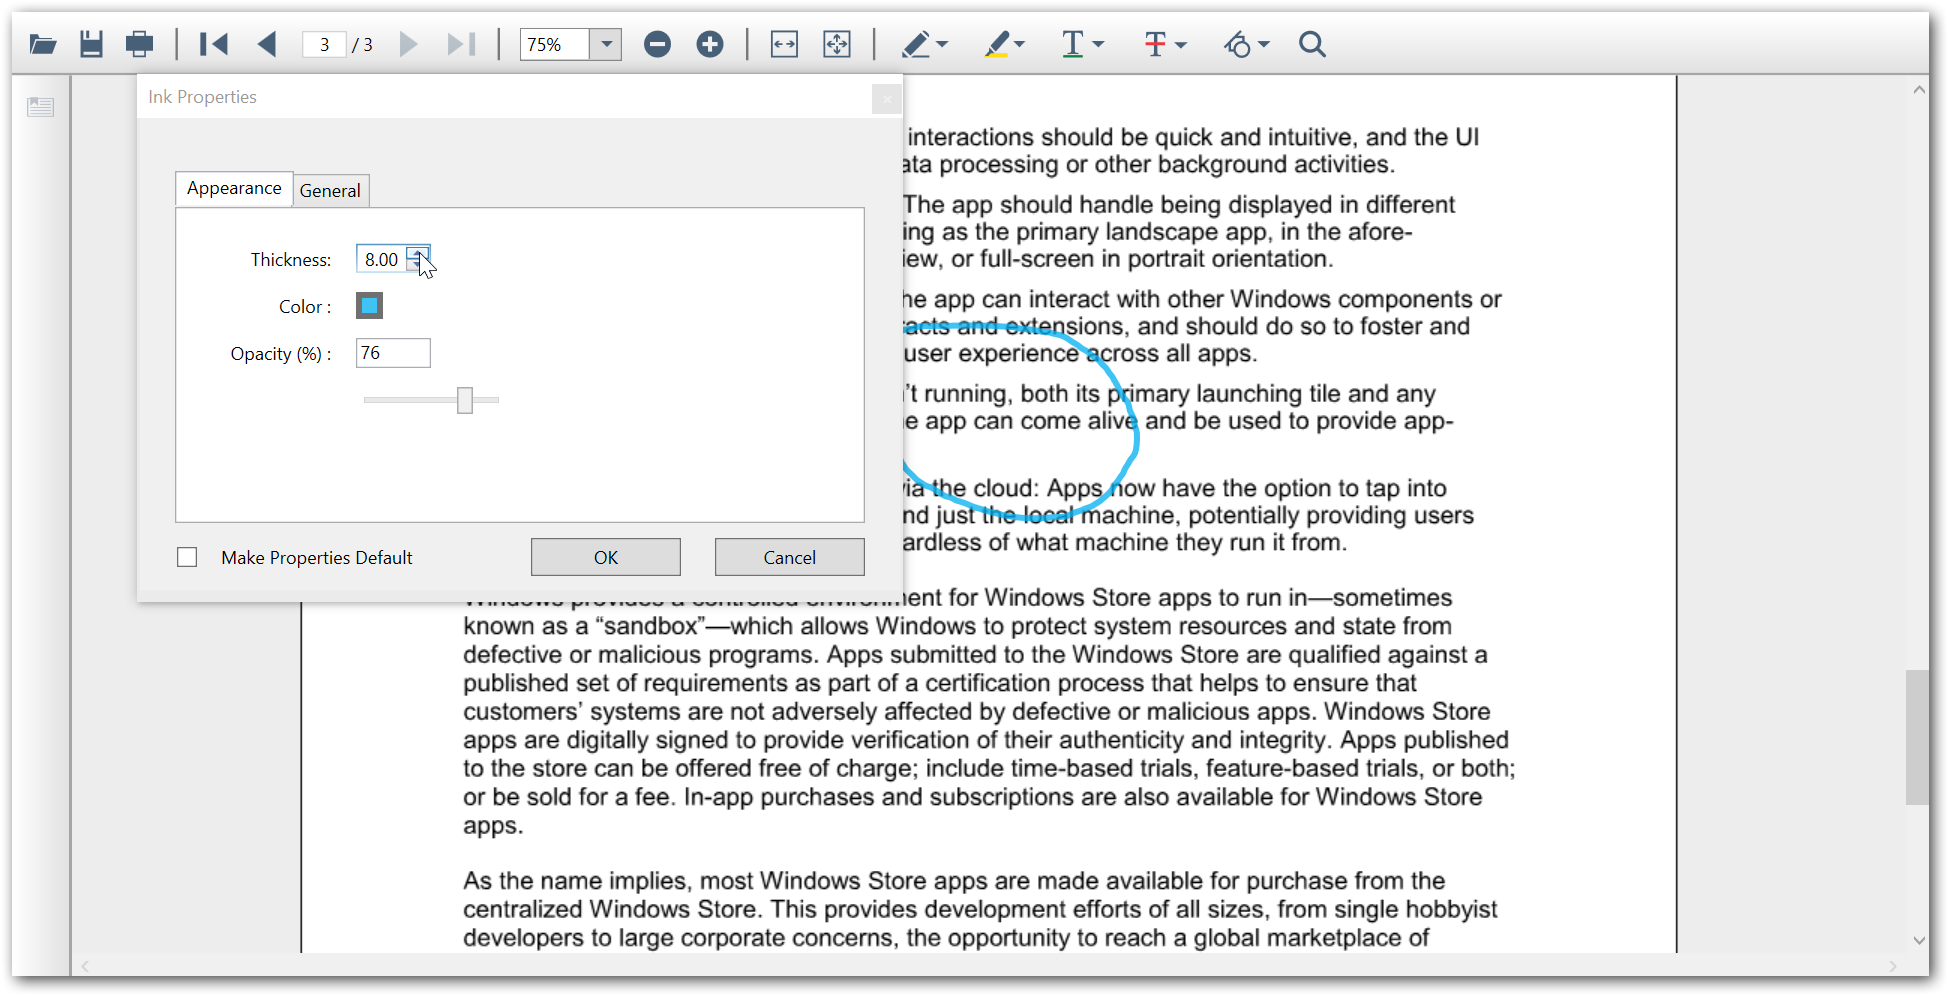 3 / 3 75% T T
Ink Properties
Appearance General
Thickness: 8.00
Color :
Opacity (%) : 76
Make Properties Default OK Cancel
interactions should be quick and intuitive, and the UI
ata processing or other background activities.
The app should handle being displayed in different
ing as the primary landscape app, in the afore-
iew, or full-screen in portrait orientation.
he app can interact with other Windows components or
racts and extensions, and should do so to foster and
user experience across all apps.
't running, both its primary launching tile and any
e app can come alive and be used to provide app-
via the cloud: Apps now have the option to tap into
nd just the local machine, potentially providing users
ardless of what machine they run it from.
Windows provides a controlled environment for Windows Store apps to run in—sometimes
known as a “sandbox”—which allows Windows to protect system resources and state from
defective or malicious programs. Apps submitted to the Windows Store are qualified against a
published set of requirements as part of a certification process that helps to ensure that
customers’ systems are not adversely affected by defective or malicious apps. Windows Store
apps are digitally signed to provide verification of their authenticity and integrity. Apps published
to the store can be offered free of charge; include time-based trials, feature-based trials, or both;
or be sold for a fee. In-app purchases and subscriptions are also available for Windows Store
apps.
As the name implies, most Windows Store apps are made available for purchase from the
centralized Windows Store. This provides development efforts of all sizes, from single hobbyist
developers to large corporate concerns, the opportunity to reach a global marketplace of